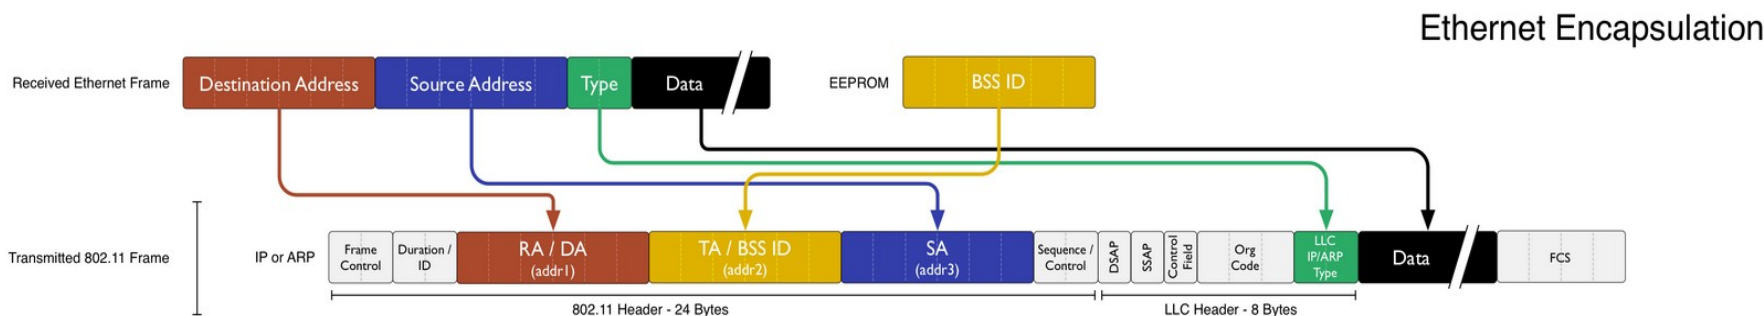 Ethernet Encapsulation
Received Ethernet Frame
Destination Address
Source Address
Type
Data
EEPROM
BSS ID
Transmitted 802.11 Frame
IP or ARP
Frame
Control
Duration /
ID
RA / DA
(addr1)
TA / BSS ID
(addr2)
SA
(addr3)
Sequence /
Control
DSAP
SSAP
Control
Field
Org
Code
LLC
IP/ARP
Type
Data
FCS
802.11 Header - 24 Bytes
LLC Header - 8 Bytes